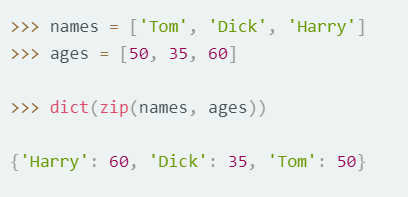 >>> names = ['Tom', 'Dick', 'Harry']
>>> ages = [50, 35, 60]
>>> dict(zip(names, ages))
{'Harry': 60, 'Dick': 35, 'Tom': 50}